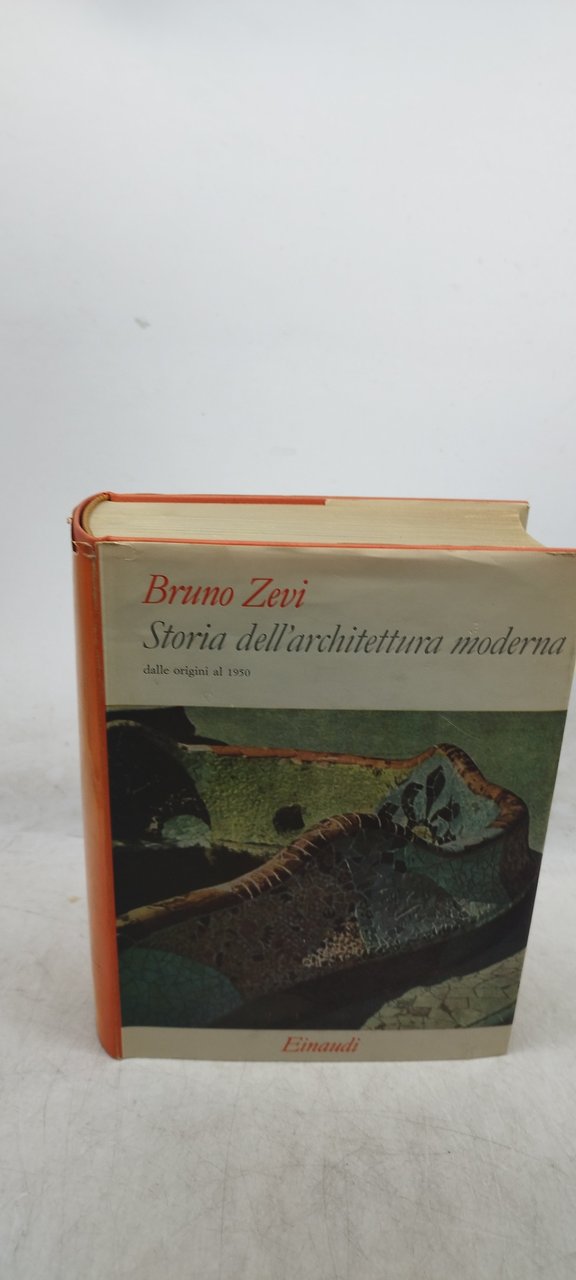 Bruno Zevi
Storia dell'architettura moderna
dalle origini al 1950
Einaudi